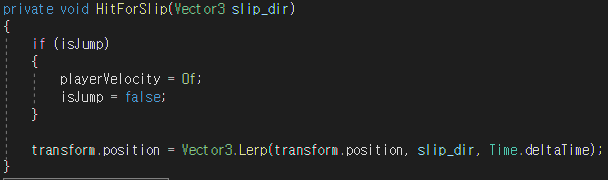 private void HitForSlip(Vector3 slip_dir)
{
if (isJump)
{
playerVelocity = 0f;
isJump = false;
}
transform.position = Vector3.Lerp(transform.position, slip_dir, Time.deltaTime);
}